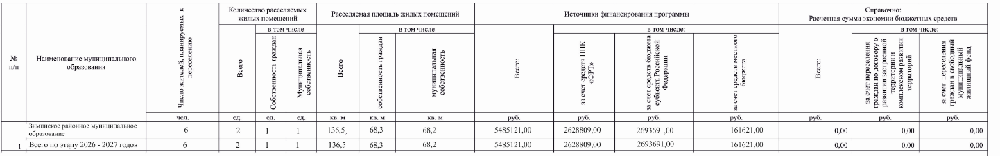 № п/п
Наименование муниципального образования
Число жителей, планируемых к переселению
Количество расселяемых жилых помещений
Расселяемая площадь жилых помещений
Источники финансирования программы
Справочно:
Расчетная сумма экономии бюджетных средств
Всего
в том числе
Собственность граждан
Муниципальная собственность
Всего
в том числе
собственность граждан
муниципальная собственность
Всего:
в том числе:
за счет средств ППК «ФРТ»
за счет средств бюджета субъекта Российской Федерации
за счет средств местного бюджета
Всего:
в том числе:
за счет переселения граждан по договору о развитии застроенной территории и комплексном развитии территорий
за счет переселения граждан в свободный муниципальный жилищный фонд
чел. ед. ед. ед. кв. м кв. м кв. м руб. руб. руб. руб. руб. руб. руб.
Зиминское районное муниципальное образование 6 2 1 1 136,5 68,3 68,2 5485121,00 2628809,00 2693691,00 161621,00 0,00 0,00 0,00
1 Всего по этапу 2026 - 2027 годов 6 2 1 1 136,5 68,3 68,2 5485121,00 2628809,00 2693691,00 161621,00 0,00 0,00 0,00